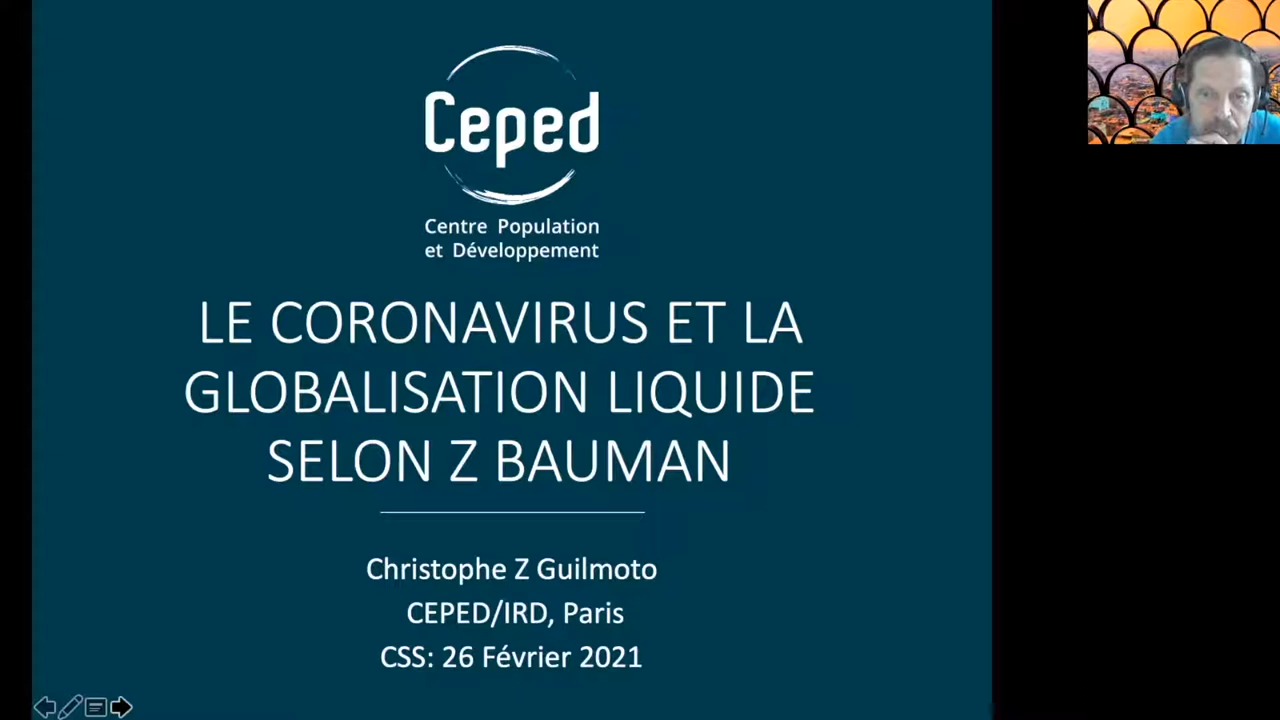 Ceped
Centre Population
et Développement
LE CORONAVIRUS ET LA
GLOBALISATION LIQUIDE
SELON Z BAUMAN
Christophe Z Guilmoto
CEPED/IRD, Paris
CSS: 26 Février 2021